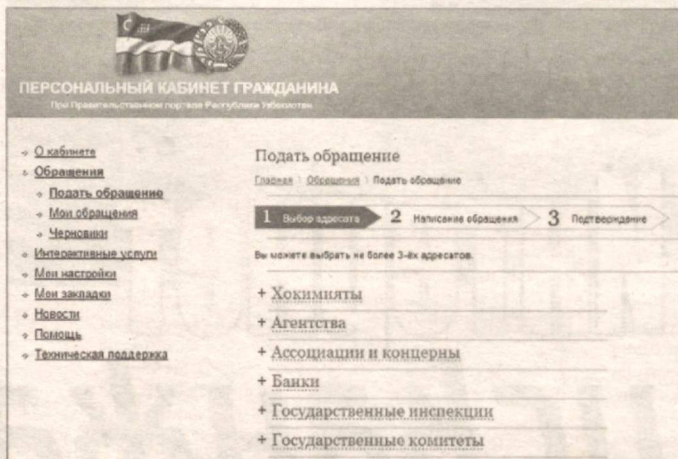 ПЕРСОНАЛЬНЫЙ КАБИНЕТ ГРАЖДАНИНА
При Правительственном портале Республики Узбекистан
О кабинете
Обращения
Подать обращение
Мои обращения
Черновики
Интерактивные услуги
Мои настройки
Мои закладки
Новости
Помощь
Техническая поддержка
Подать обращение
Главная \ Обращения \ Подать обращение
1 Выбор адресата 2 Написание обращения 3 Подтверждение
Вы можете выбрать не более 3-ёх адресатов.
+ Хокимияты
+ Агентства
+ Ассоциации и концерны
+ Банки
+ Государственные инспекции
+ Государственные комитеты